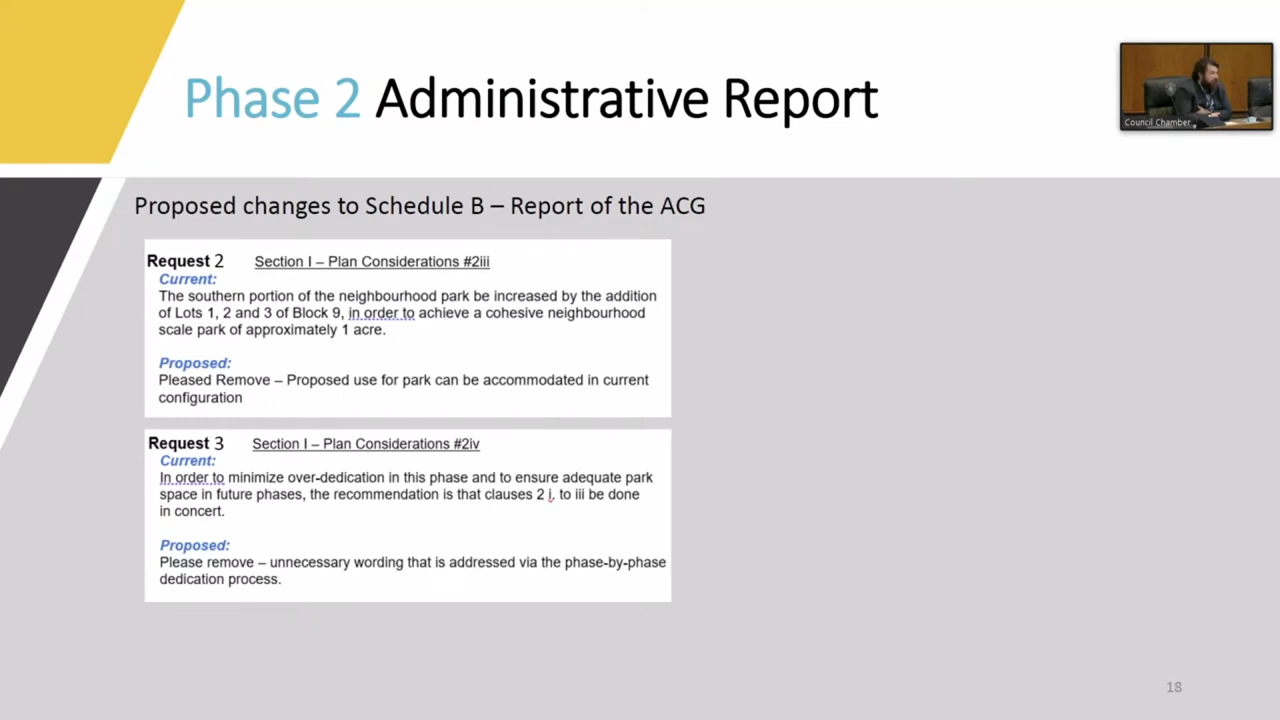 Phase 2 Administrative Report
Council Chamber
Proposed changes to Schedule B – Report of the ACG
Request 2 Section I – Plan Considerations #2iii
Current:
The southern portion of the neighbourhood park be increased by the addition
of Lots 1, 2 and 3 of Block 9, in order to achieve a cohesive neighbourhood
scale park of approximately 1 acre.
Proposed:
Pleased Remove – Proposed use for park can be accommodated in current
configuration
Request 3 Section I – Plan Considerations #2iv
Current:
In order to minimize over-dedication in this phase and to ensure adequate park
space in future phases, the recommendation is that clauses 2 i. to iii be done
in concert.
Proposed:
Please remove – unnecessary wording that is addressed via the phase-by-phase
dedication process.
18